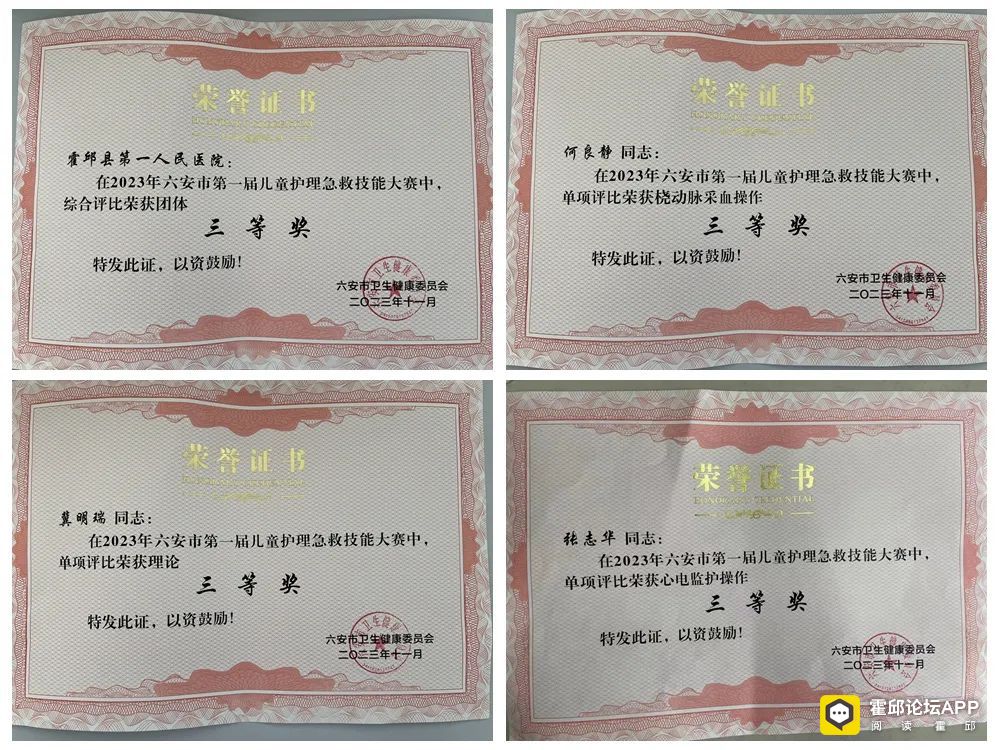 荣誉证书
霍邱县第一人民医院：
在2023年六安市第一届儿童护理急救技能大赛中，
综合评比荣获团体
三等奖
特发此证，以资鼓励！
六安市卫生健康委员会
二〇二三年十一月
荣誉证书
何良静 同志：
在2023年六安市第一届儿童护理急救技能大赛中，
单项评比荣获桡动脉采血操作
三等奖
特发此证，以资鼓励！
六安市卫生健康委员会
二〇二三年十一月
荣誉证书
龚明瑞 同志：
在2023年六安市第一届儿童护理急救技能大赛中，
单项评比荣获理论
三等奖
特发此证，以资鼓励！
六安市卫生健康委员会
二〇二三年十一月
荣誉证书
HONORARY CREDENTIAL
张志华 同志：
在2023年六安市第一届儿童护理急救技能大赛中，
单项评比荣获心电监护操作
三等奖
特发此证，以资鼓励！
六安市卫生健康委员会
二〇二三年十一月
霍邱论坛APP
阅读霍邱